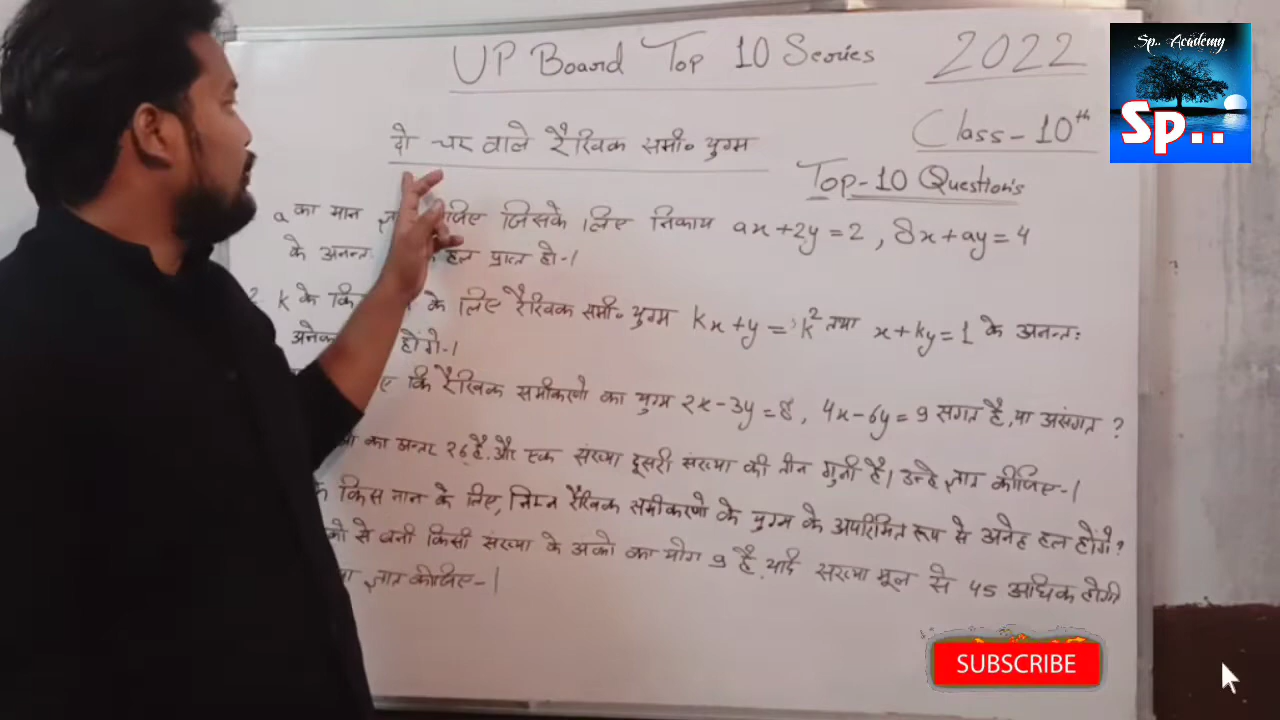 UP Board Top 10 Series 2022
Sp.. Academy
Sp..
दो चर वाले रैखिक समी० युग्म
Class-10th
Top-10 Question's
a का मान जिसके लिए निकाय ax+2y=2, 8x+ay=4
के अनन्तः हल प्राप्त हो-।
2 k के के लिए रैखिक समी० युग्म kx+y=k² तथा x+ky=1 के अनन्तः
होंगे-।
कि रैखिक समीकरणो का युग्म 2x-3y=8, 4x-6y=9 संगत है, या असंगत ?
का अन्तर 26 है. और एक संख्या दूसरी संख्या की तीन गुनी है। उन्हे ज्ञात कीजिए-।
के किस मान के लिए, निम्न रैखिक समीकरणो के युग्म के अपरिमित रूप से अनेह हल होगें?
को से बनी किसी संख्या के अंको का योग 9 है. यदि संख्या मूल से 45 अधिक होगी
ज्ञात कीजिए-।
SUBSCRIBE